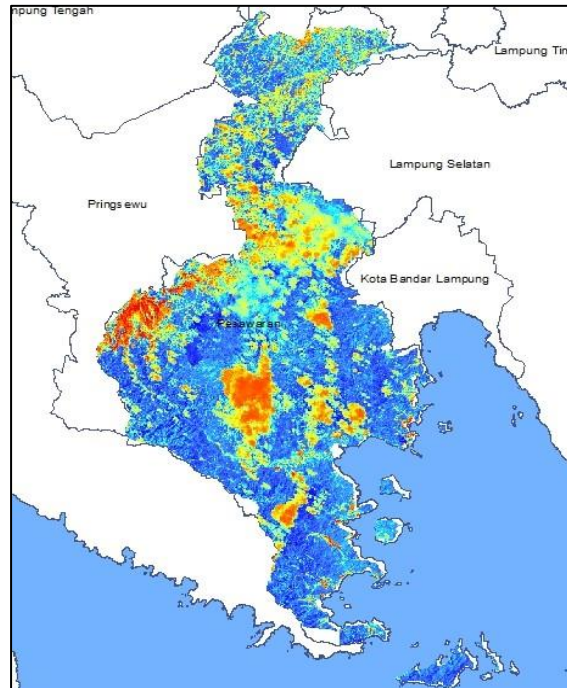 mpung Tengah
Lampung Tim
Lampung Selatan
Pringsewu
Kota Bandar Lampung
Pesawaran